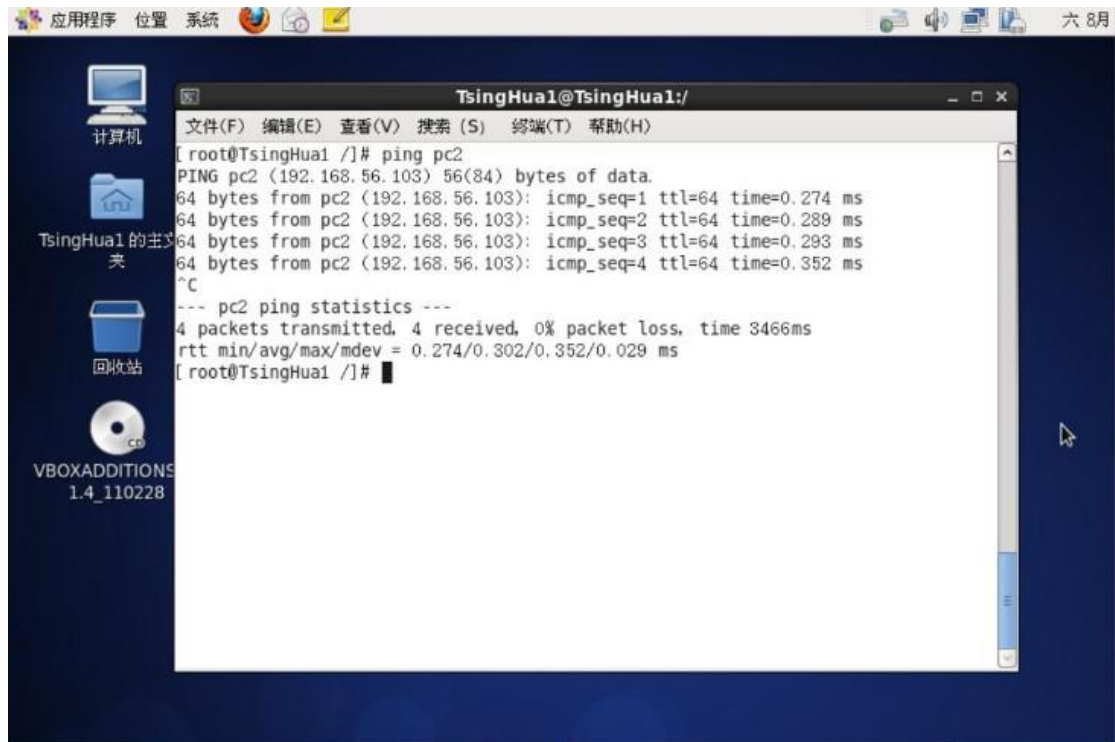 应用程序 位置 系统 六 8月
TsingHua1@TsingHua1:/
文件(F) 编辑(E) 查看(V) 搜索 (S) 终端(T) 帮助(H)
[root@TsingHua1 /]# ping pc2
PING pc2 (192.168.56.103) 56(84) bytes of data.
64 bytes from pc2 (192.168.56.103): icmp_seq=1 ttl=64 time=0.274 ms
64 bytes from pc2 (192.168.56.103): icmp_seq=2 ttl=64 time=0.289 ms
64 bytes from pc2 (192.168.56.103): icmp_seq=3 ttl=64 time=0.293 ms
64 bytes from pc2 (192.168.56.103): icmp_seq=4 ttl=64 time=0.352 ms
^C
--- pc2 ping statistics ---
4 packets transmitted, 4 received, 0% packet loss, time 3466ms
rtt min/avg/max/mdev = 0.274/0.302/0.352/0.029 ms
[root@TsingHua1 /]#
计算机
TsingHua1 的主文
夹
回收站
CD
VBOXADDITIONS
1.4_110228